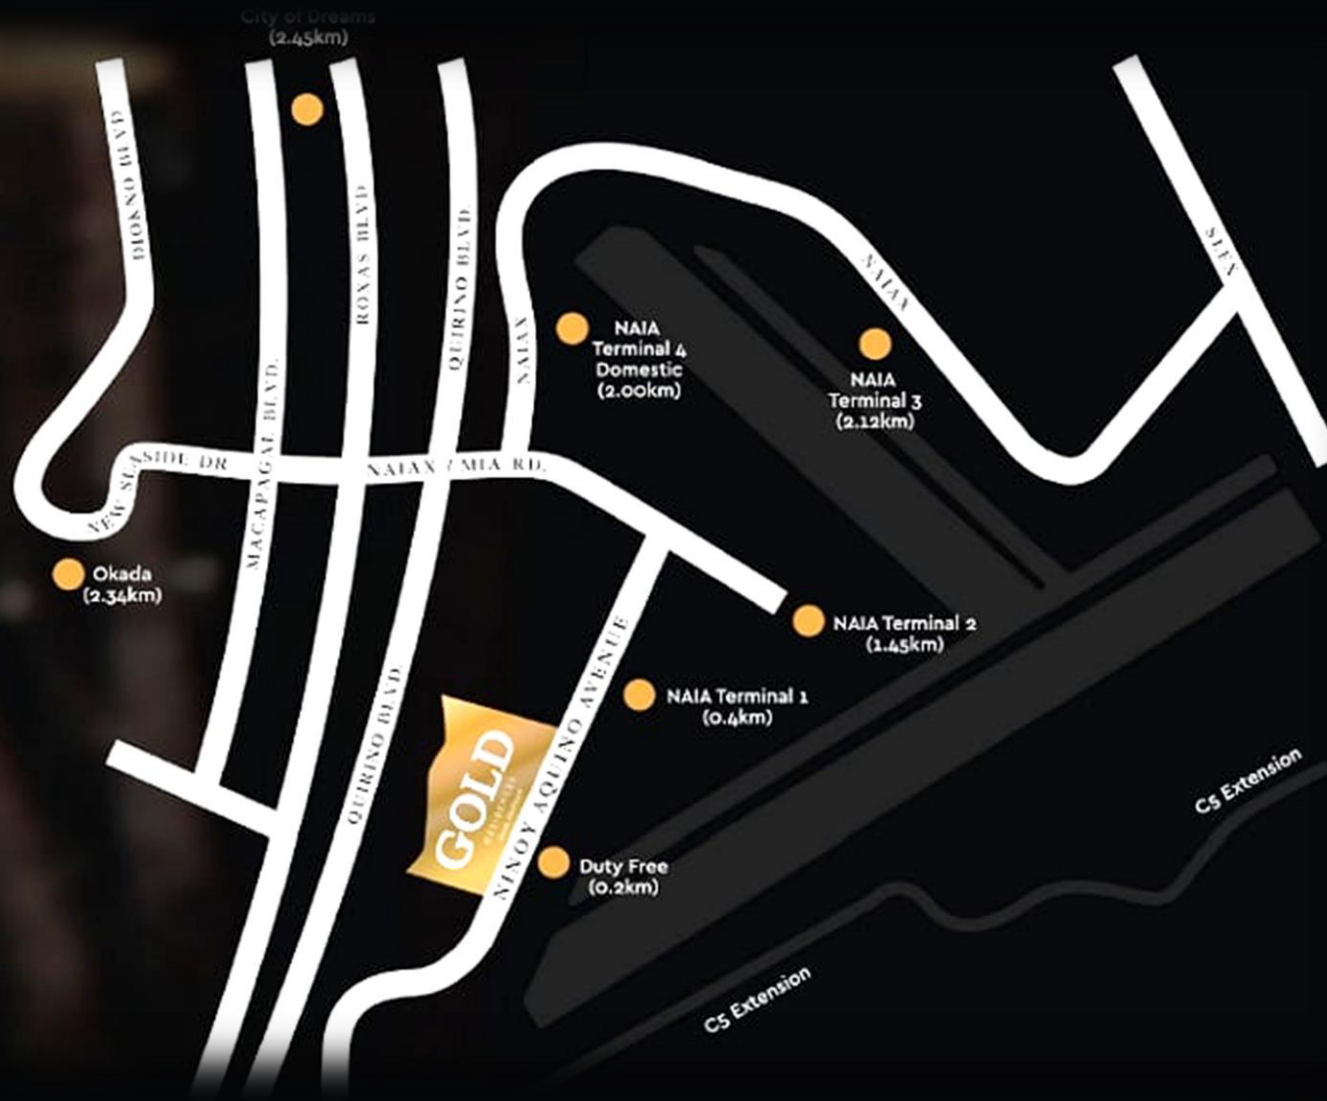 City of Dreams
(2.45km)
DIOKNO BLVD
ROXAS BLVD
QUIRINO BLVD.
NAIAX
NAIAX
SLEX
NAIA
Terminal 4
Domestic
(2.00km)
NAIA
Terminal 3
(2.12km)
MACAPAGAL BLVD.
NEW SEASIDE DR
NAIAX / MIA RD.
Okada
(2.34km)
NAIA Terminal 2
(1.45km)
NAIA Terminal 1
(0.4km)
QUIRINO BLVD.
GOLD
RESIDENCES
NINOY AQUINO AVENUE
Duty Free
(0.2km)
C5 Extension
C5 Extension